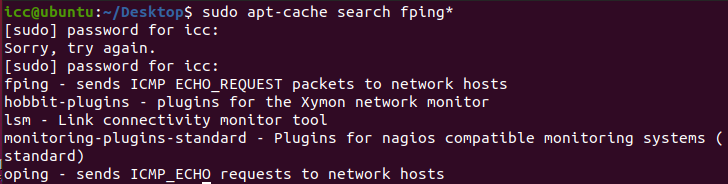 icc@ubuntu:~/Desktop$ sudo apt-cache search fping*
[sudo] password for icc:
Sorry, try again.
[sudo] password for icc:
fping - sends ICMP ECHO_REQUEST packets to network hosts
hobbit-plugins - plugins for the Xymon network monitor
lsm - Link connectivity monitor tool
monitoring-plugins-standard - Plugins for nagios compatible monitoring systems (
standard)
oping - sends ICMP_ECHO requests to network hosts